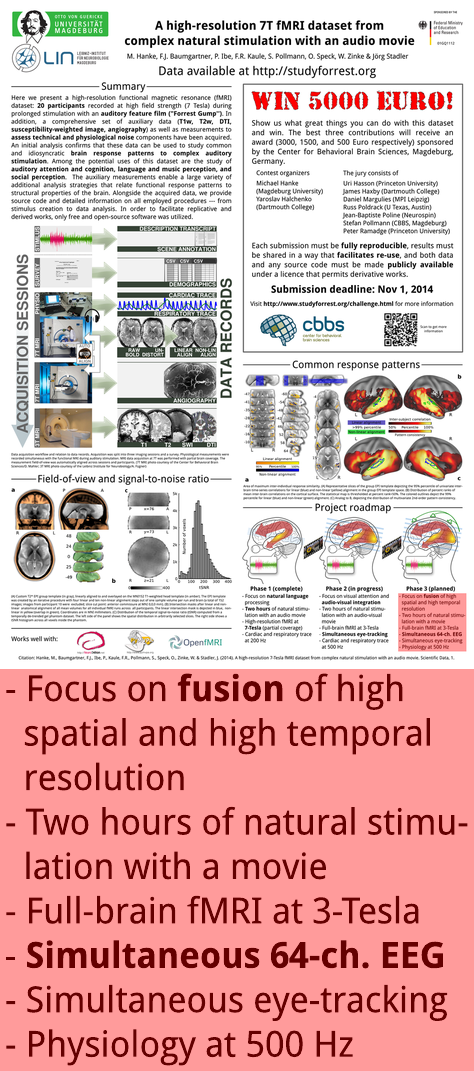 OTTO VON GUERICKE
UNIVERSITÄT
MAGDEBURG
LIN
LEIBNIZ-INSTITUT
FÜR NEUROBIOLOGIE
MAGDEBURG
A high-resolution 7T fMRI dataset from
complex natural stimulation with an audio movie
M. Hanke, F.J. Baumgartner, P. Ibe, F.R. Kaule, S. Pollmann, O. Speck, W. Zinke & Jörg Stadler
Data available at http://studyforrest.org
SPONSORED BY THE
Federal Ministry
of Education
and Research
Summary
Here we present a high-resolution functional magnetic resonance (fMRI)
dataset: 20 participants recorded at high field strength (7 Tesla) during
prolonged stimulation with an auditory feature film ("Forrest Gump"). In
addition, a comprehensive set of auxiliary data (T1w, T2w, DTI,
susceptibility-weighted image, angiography) as well as measurements to
assess technical and physiological noise components have been acquired.
An initial analysis confirms that these data can be used to study common
and idiosyncratic brain response patterns to complex auditory
stimulation. Among the potential uses of this dataset are the study of
auditory attention and cognition, language and music perception, and
social perception. The auxiliary measurements enable a large variety of
additional analysis strategies that relate functional response patterns to
structural properties of the brain. Alongside the acquired data, we provide
source code and detailed information on all employed procedures --- from
stimulus creation to data analysis. In order to facilitate replicative and
derived works, only free and open-source software was utilized.
ACQUISITION SESSIONS
STIMULUS
SURVEY
PHYSIO
7T MRI
7T MRI
3T MRI
DATA RECORDS
DESCRIPTION TRANSCRIPT
SCENE ANNOTATION
CSV CSV CSV
DEMOGRAPHICS
CARDIAC TRACE
RESPIRATORY TRACE
RAW
BOLD
UN-
DISTORT
LINEAR
ALIGN
NON-LIN
ALIGN
ANGIOGRAPHY
T1
T2
SWI
DTI
WIN 5000 EURO!
Show us what great things you can do with this dataset
and win. The best three contributions will receive an
award (3000, 1500, and 500 Euro respectively) sponsored
by the Center for Behavioral Brain Sciences, Magdeburg,
Germany.
Contest organizers
Michael Hanke
(Magdeburg University)
Yaroslav Halchenko
(Dartmouth College)
The jury consists of
Uri Hasson (Princeton University)
James Haxby (Dartmouth College)
Daniel Margulies (MPI Leipzig)
Russ Poldrack (U Texas, Austin)
Jean-Baptiste Poline (Neurospin)
Stefan Pollmann (CBBS, Magdeburg)
Peter Ramadge (Princeton University)
Each submission must be fully reproducible, results must
be shared in a way that facilitates re-use, and both data
and any source code must be made publicly available
under a licence that permits derivative works.
Submission deadline: Nov 1, 2014
Visit http://www.studyforrest.org/challenge.html for more information
cbbs
center for behavioral
brain sciences
Scan to get more
information
Common response patterns
Field-of-view and signal-to-noise ratio
Number of voxels
Project roadmap
Phase 1 (complete)
- Focus on natural language
processing
- Two hours of natural stimu-
lation with an audio movie
- High-resolution fMRI at
7-Tesla (partial coverage)
- Cardiac and respiratory trace
at 100 Hz
Phase 2 (in progress)
- Focus on visual attention and
audio-visual integration
- Two hours of natural stimu-
lation with an audio-visual
movie
- Full-brain fMRI at 3-Tesla
- Simultaneous eye-tracking
- Cardiac and respiratory trace
at 500 Hz
Phase 3 (planned)
- Focus on fusion of high
spatial and high temporal
resolution
- Two hours of natural stimu-
lation with a movie
- Full-brain fMRI at 3-Tesla
- Simultaneous 64-ch. EEG
- Simultaneous eye-tracking
- Physiology at 500 Hz
Works well with:
OpenfMRI
Citation: Hanke, M., Baumgartner, F.J., Ibe, P., Kaule, F.R., Pollmann, S., Speck, O., Zinke, W. & Stadler, J. (2014). A high-resolution 7-Tesla fMRI dataset from complex natural stimulation with an audio movie. Scientific Data, 1.
- Focus on fusion of high
spatial and high temporal
resolution
- Two hours of natural stimu-
lation with a movie
- Full-brain fMRI at 3-Tesla
- Simultaneous 64-ch. EEG
- Simultaneous eye-tracking
- Physiology at 500 Hz